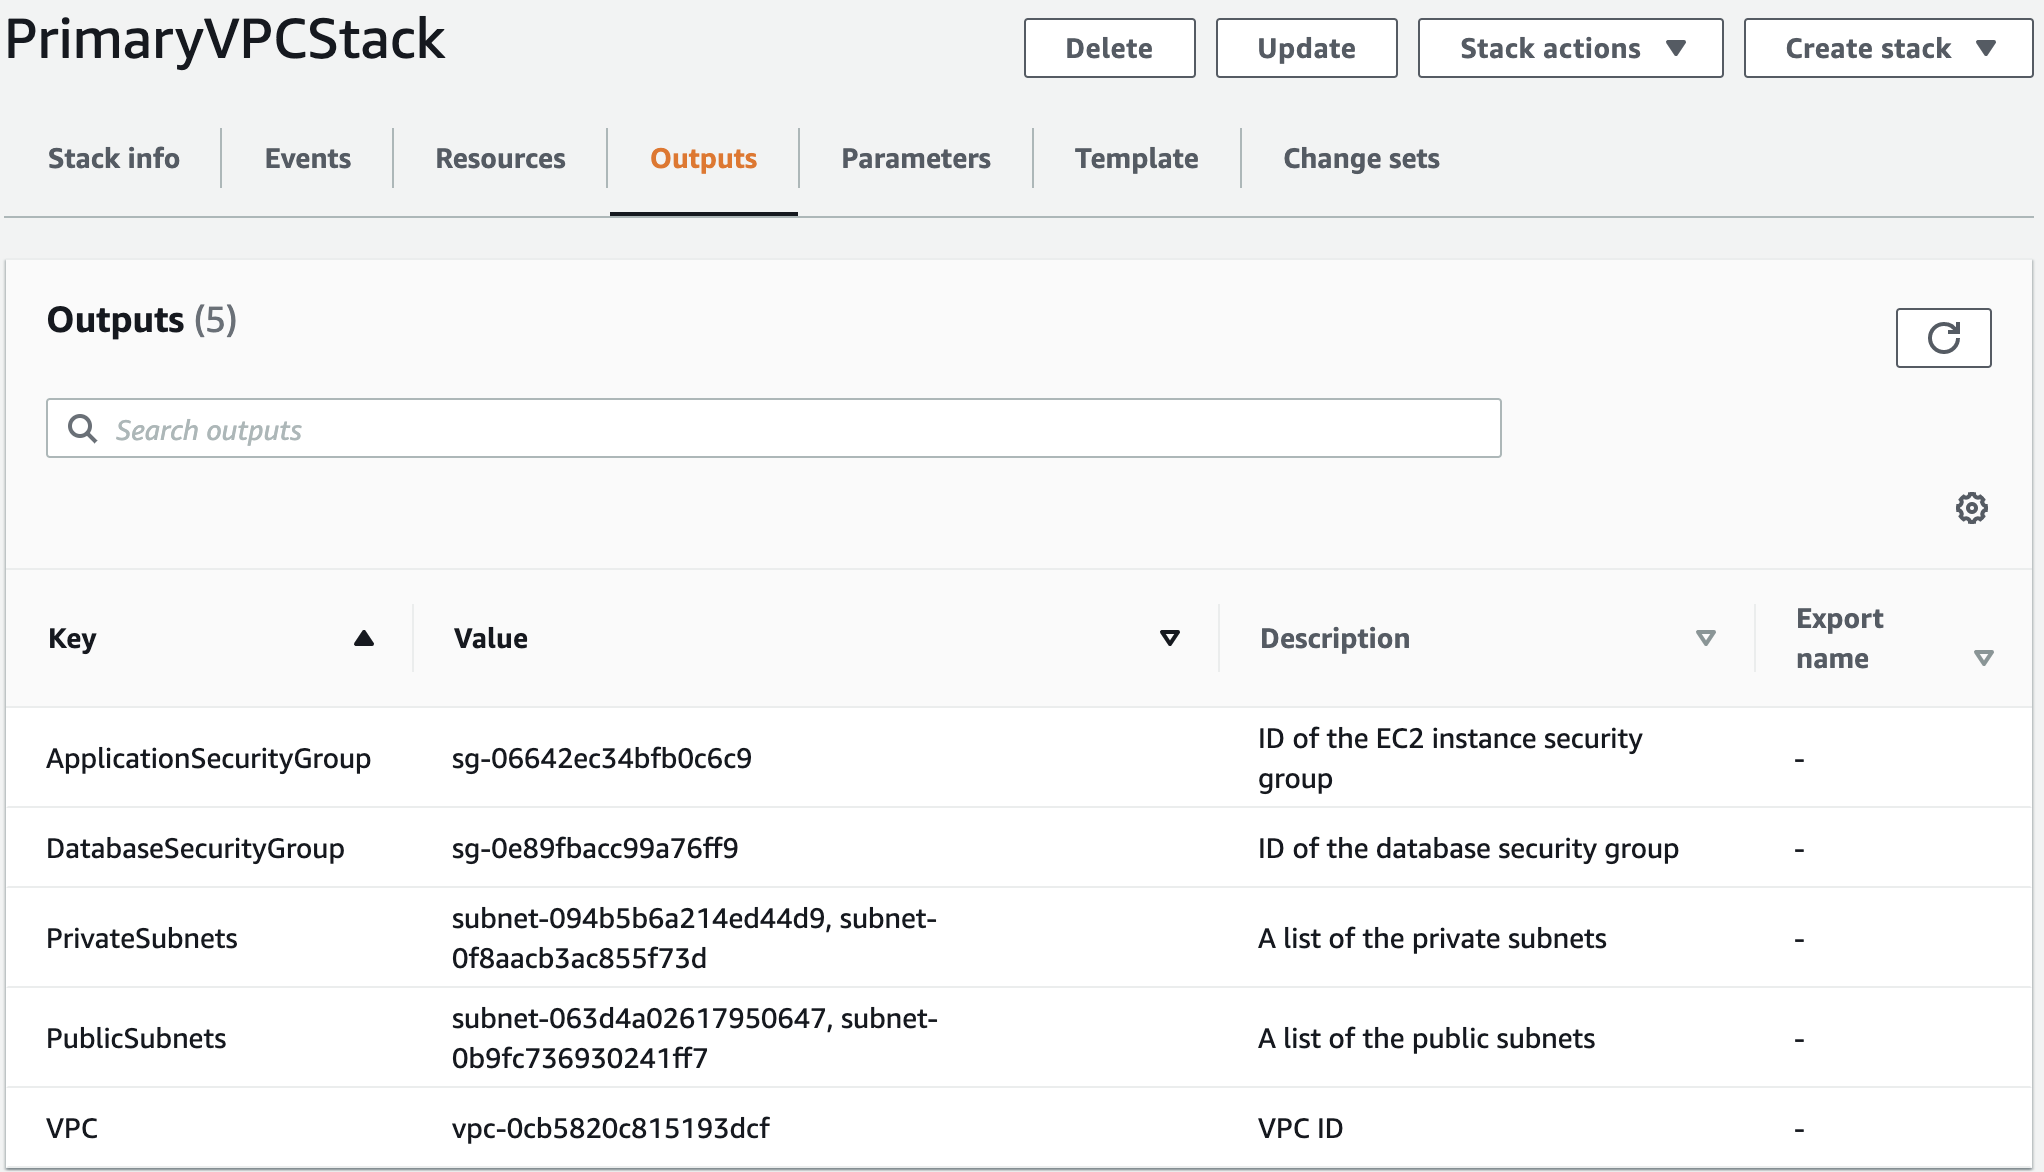 PrimaryVPCStack
Delete
Update
Stack actions
Create stack
Stack info
Events
Resources
Outputs
Parameters
Template
Change sets
Outputs (5)
Search outputs
Key
Value
Description
Export
name
ApplicationSecurityGroup
sg-06642ec34bfb0c6c9
ID of the EC2 instance security
group
-
DatabaseSecurityGroup
sg-0e89fbacc99a76ff9
ID of the database security group
-
PrivateSubnets
subnet-094b5b6a214ed44d9, subnet-
0f8aacb3ac855f73d
A list of the private subnets
-
PublicSubnets
subnet-063d4a02617950647, subnet-
0b9fc736930241ff7
A list of the public subnets
-
VPC
vpc-0cb5820c815193dcf
VPC ID
-